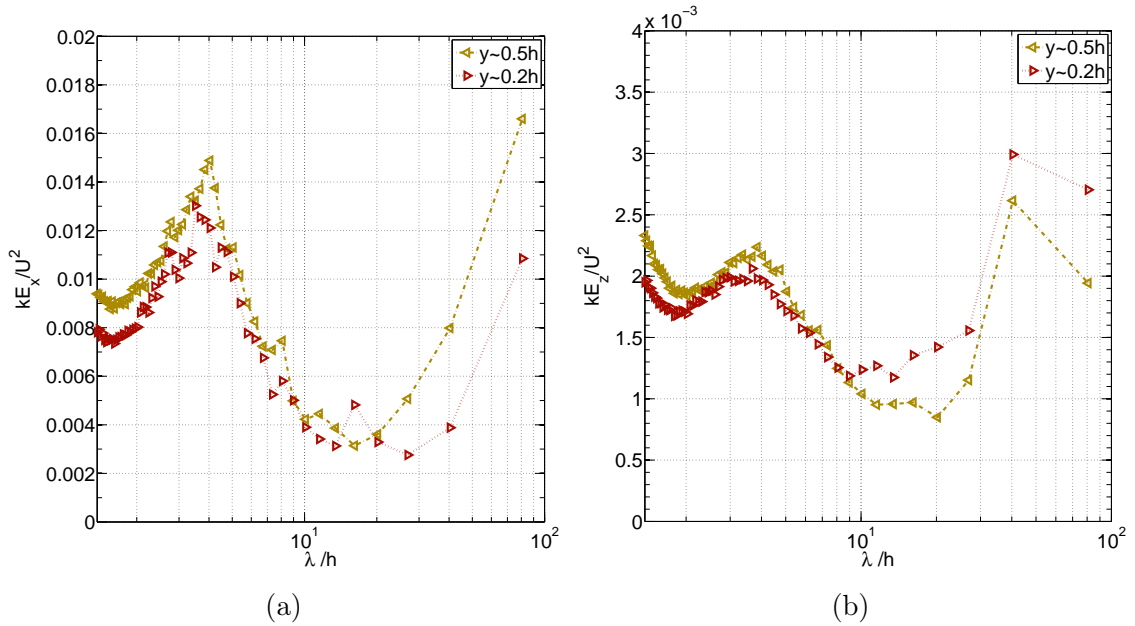 0.02
0.018
0.016
0.014
0.012
0.01
0.008
0.006
0.004
0.002
0
kE_x/U^2
10^1
10^2
λ/h
y~0.5h
y~0.2h
(a)
4 x 10^-3
3.5
3
2.5
2
1.5
1
0.5
0
kE_z/U^2
10^1
10^2
λ/h
y~0.5h
y~0.2h
(b)